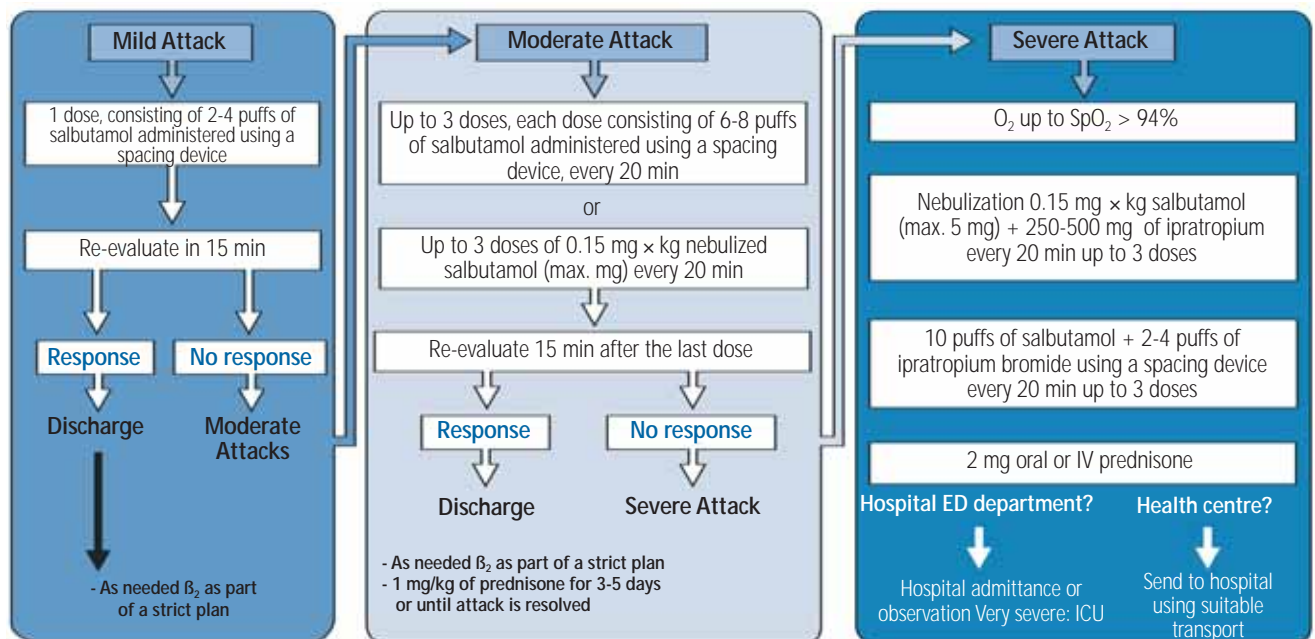 Mild Attack
1 dose, consisting of 2-4 puffs of
salbutamol administered using a
spacing device
Re-evaluate in 15 min
Response
No response
Discharge
Moderate
Attacks
- As needed ß₂ as part
of a strict plan
Moderate Attack
Up to 3 doses, each dose consisting of 6-8 puffs
of salbutamol administered using a spacing
device, every 20 min
or
Up to 3 doses of 0.15 mg × kg nebulized
salbutamol (max. mg) every 20 min
Re-evaluate 15 min after the last dose
Response
No response
Discharge
Severe Attack
- As needed ß₂ as part of a strict plan
- 1 mg/kg of prednisone for 3-5 days
or until attack is resolved
Severe Attack
O₂ up to SpO₂ > 94%
Nebulization 0.15 mg × kg salbutamol
(max. 5 mg) + 250-500 mg of ipratropium
every 20 min up to 3 doses
10 puffs of salbutamol + 2-4 puffs of
ipratropium bromide using a spacing device
every 20 min up to 3 doses
2 mg oral or IV prednisone
Hospital ED department?
Health centre?
Hospital admittance or
observation Very severe: ICU
Send to hospital
using suitable
transport